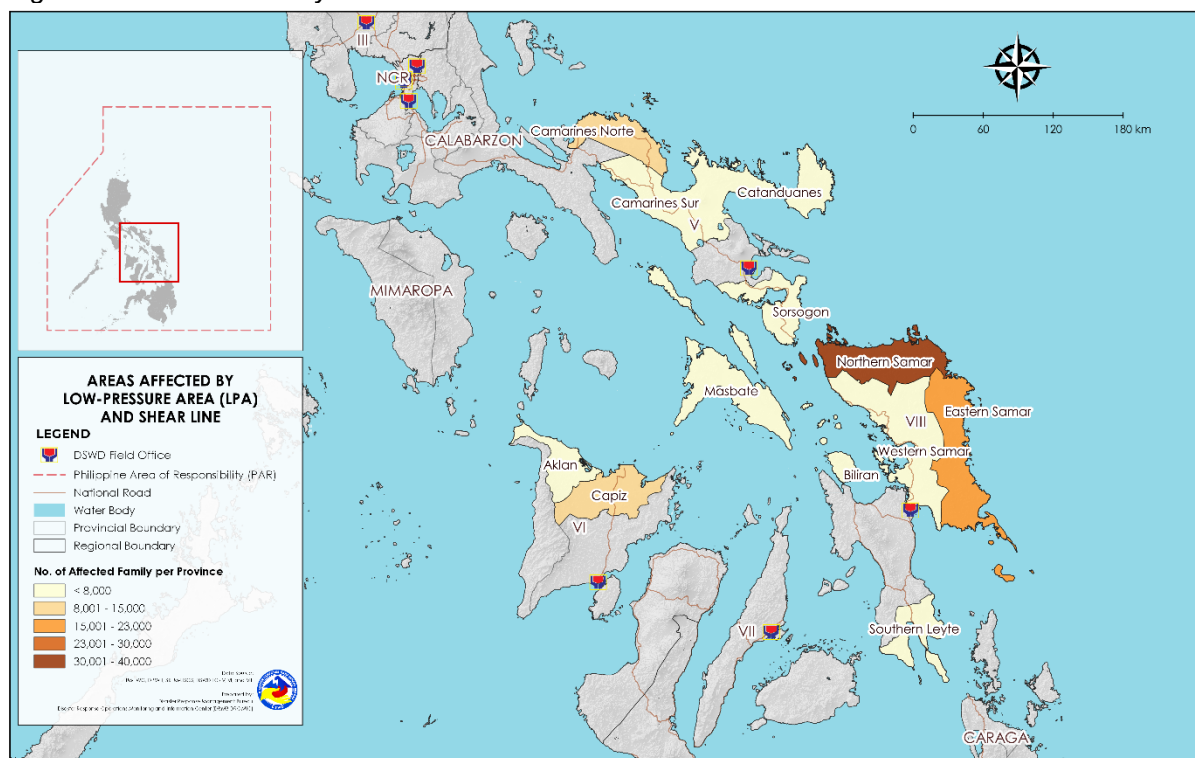 III
NCR
CALABARZON
Camarines Norte
Catanduanes
Camarines Sur
V
MIMAROPA
Sorsogon
Northern Samar
Masbate
Eastern Samar
VIII
Western Samar
Biliran
Aklan
Capiz
VI
VII
Southern Leyte
CARAGA
0 60 120 180 km
AREAS AFFECTED BY
LOW-PRESSURE AREA (LPA)
AND SHEAR LINE
LEGEND
DSWD Field Office
Philippine Area of Responsibility (PAR)
National Road
Water Body
Provincial Boundary
Regional Boundary
No. of Affected Family per Province
< 8,000
8,001 - 15,000
15,001 - 23,000
23,001 - 30,000
30,001 - 40,000
Prepared by: